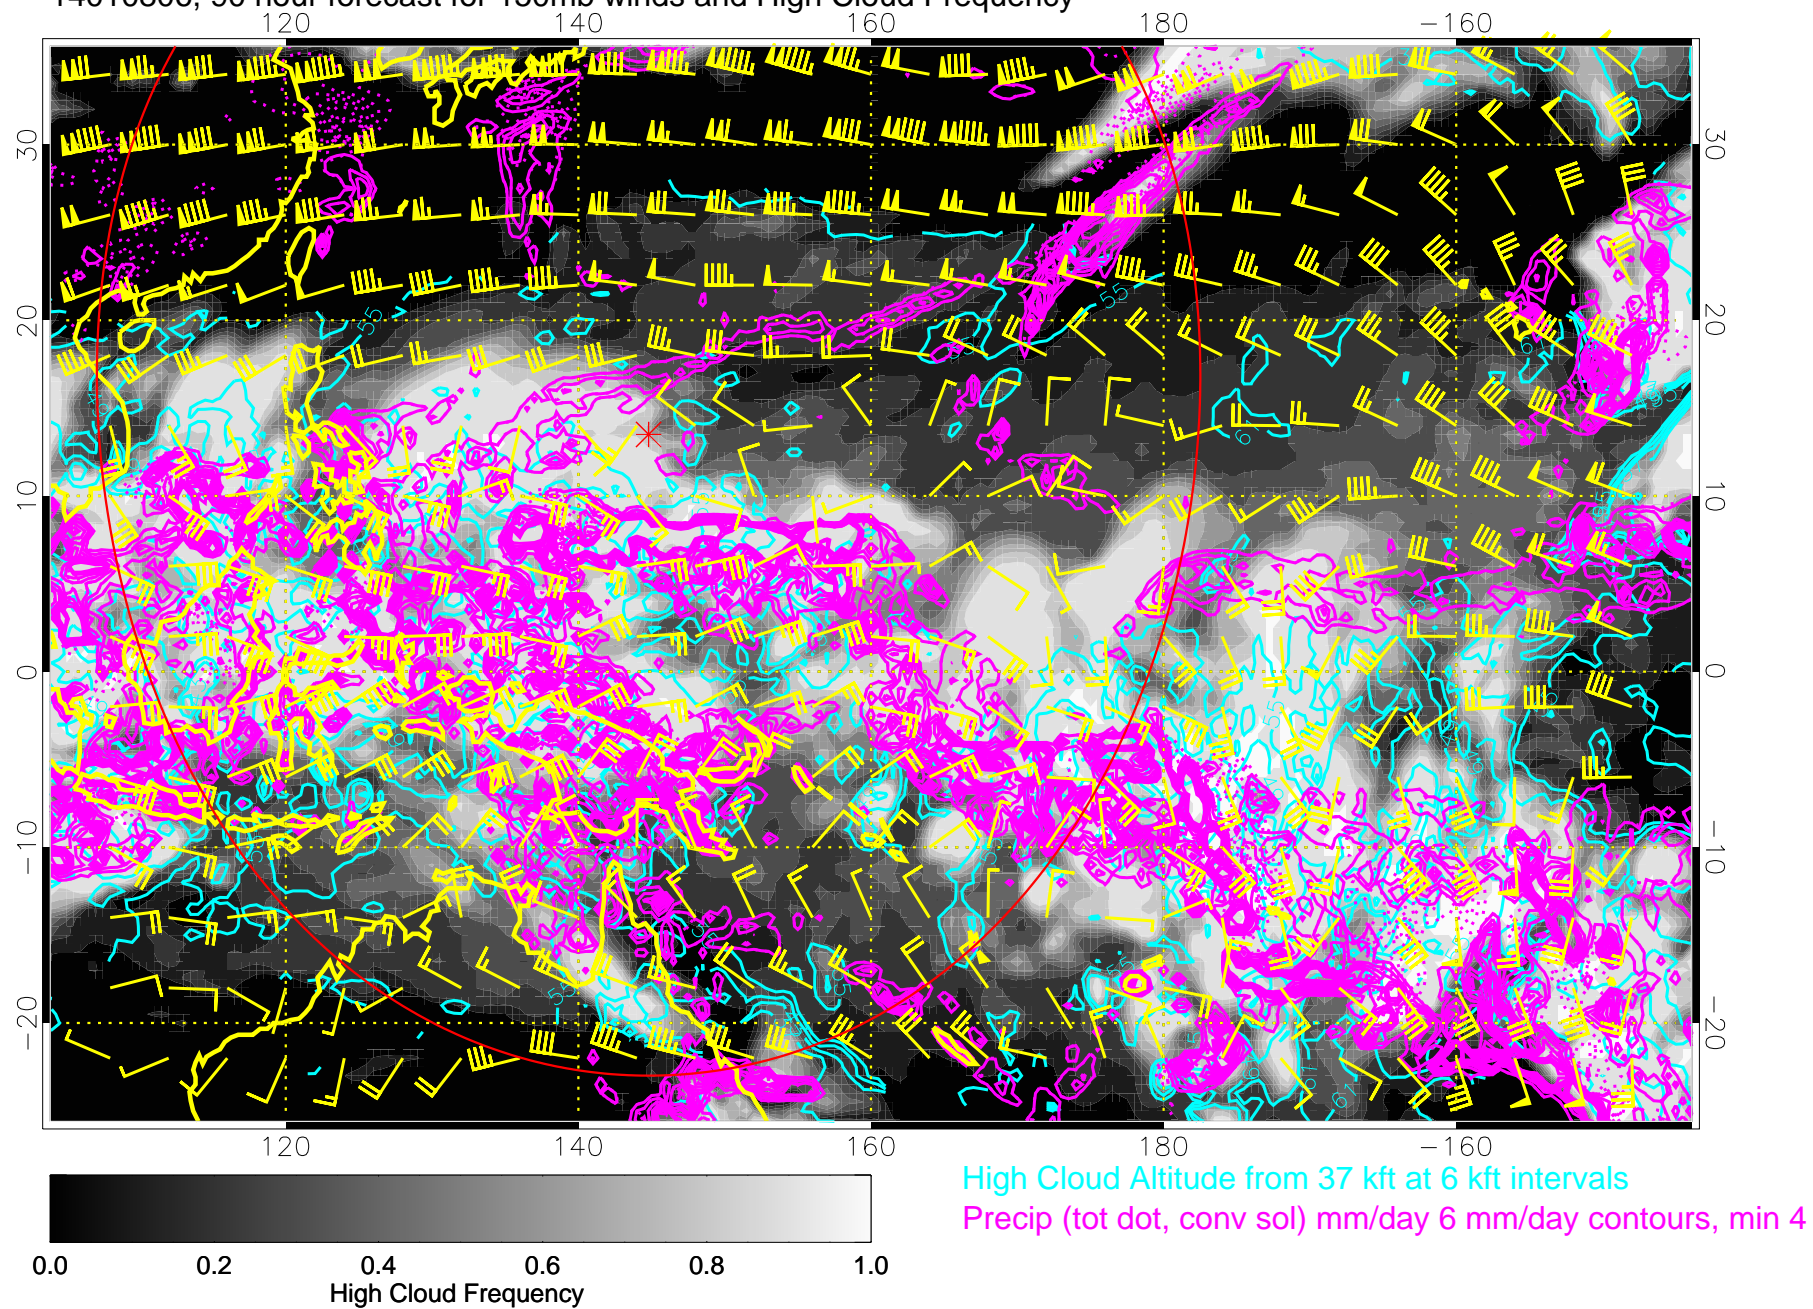 120 140 160 180 −160
30 30
20 20
10 10
0 0
−10 −10
−20 −20
120 140 160 180 −160
High Cloud Altitude from 37 kft at 6 kft intervals
Precip (tot dot, conv sol) mm/day 6 mm/day contours, min 4
0.0 0.2 0.4 0.6 0.8 1.0
High Cloud Frequency